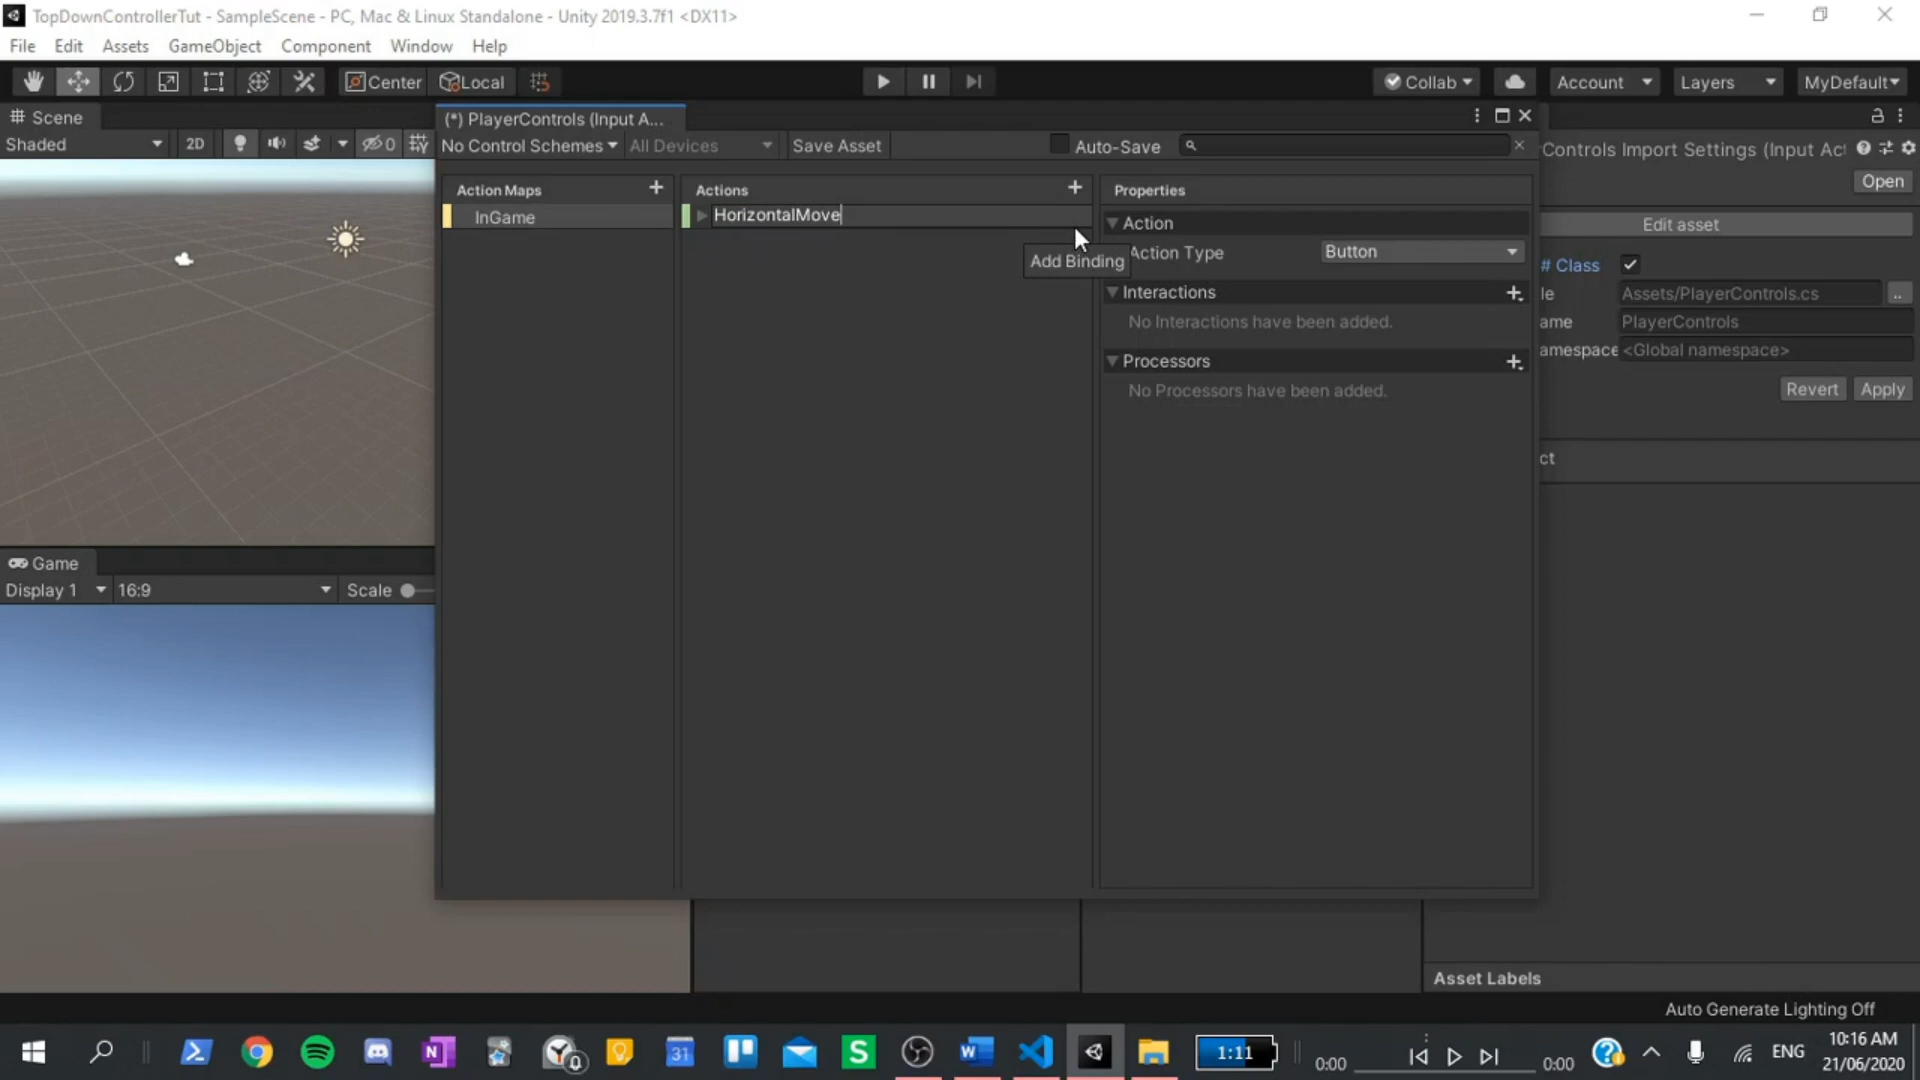 TopDownControllerTut - SampleScene - PC, Mac & Linux Standalone - Unity 2019.3.7f1 <DX11>
File Edit Assets GameObject Component Window Help
Center Local Collab Account Layers MyDefault
Scene
(*) PlayerControls (Input A...
Shaded 2D 0
No Control Schemes All Devices Save Asset Auto-Save
Controls Import Settings (Input Ac
Open
Action Maps + Actions + Properties
InGame
HorizontalMove
Add Binding
Action
Action Type Button
Interactions
No Interactions have been added.
Processors
No Processors have been added.
Edit asset
# Class
le Assets/PlayerControls.cs ..
ame PlayerControls
amespace <Global namespace>
Revert Apply
ct
Game
Display 1 16:9 Scale
Asset Labels
Auto Generate Lighting Off
1:11
0:00
0:00
ENG
10:16 AM
21/06/2020